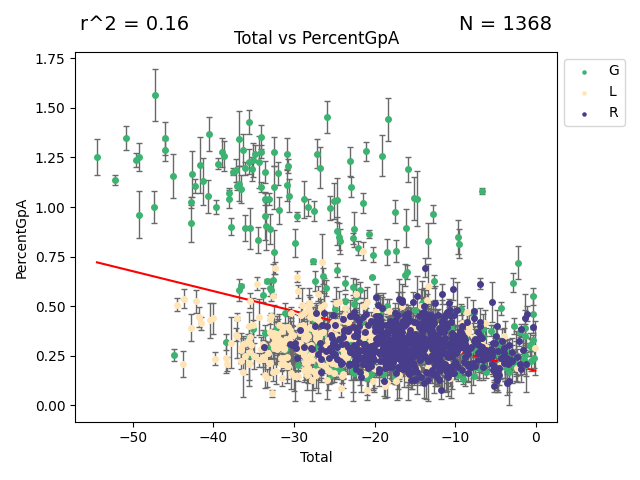 r^2 = 0.16
N = 1368
Total vs PercentGpA
1.75
1.50
1.25
1.00
0.75
0.50
0.25
0.00
PercentGpA
−50
−40
−30
−20
−10
0
Total
G
L
R